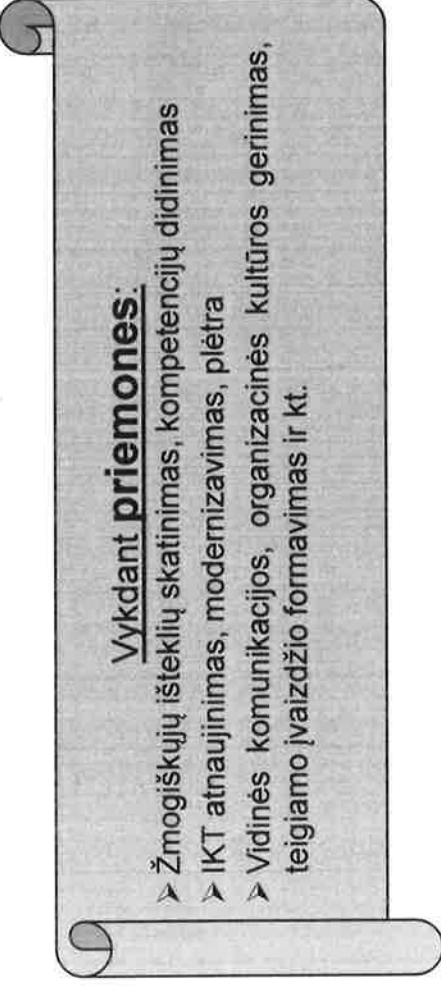 Vykdant priemones:
➢ Žmogiškųjų išteklių skatinimas, kompetencijų didinimas
➢ IKT atnaujinimas, modernizavimas, plėtra
➢ Vidinės komunikacijos, organizacinės kultūros gerinimas,
teigiamo įvaizdžio formavimas ir kt.